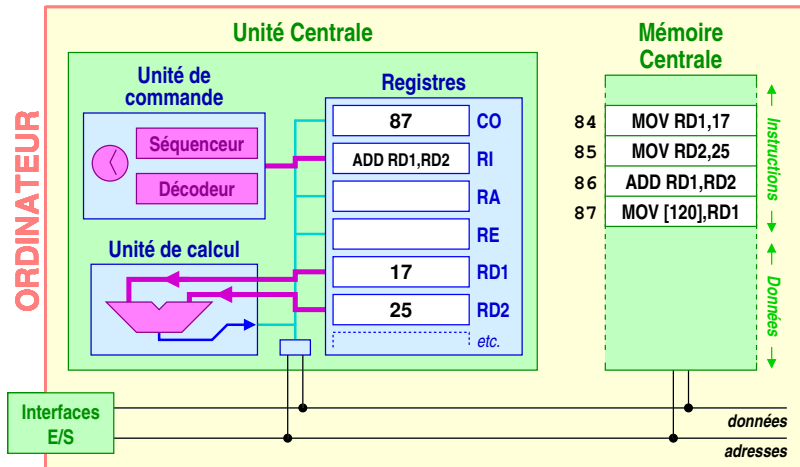 ORDINATEUR
Unité Centrale
Unité de
commande
Séquenceur
Décodeur
Unité de calcul
Registres
87 CO
ADD RD1,RD2 RI
RA
RE
17 RD1
25 RD2
etc.
Mémoire
Centrale
84 MOV RD1,17
85 MOV RD2,25
86 ADD RD1,RD2
87 MOV [120],RD1
Instructions
Données
Interfaces
E/S
données
adresses